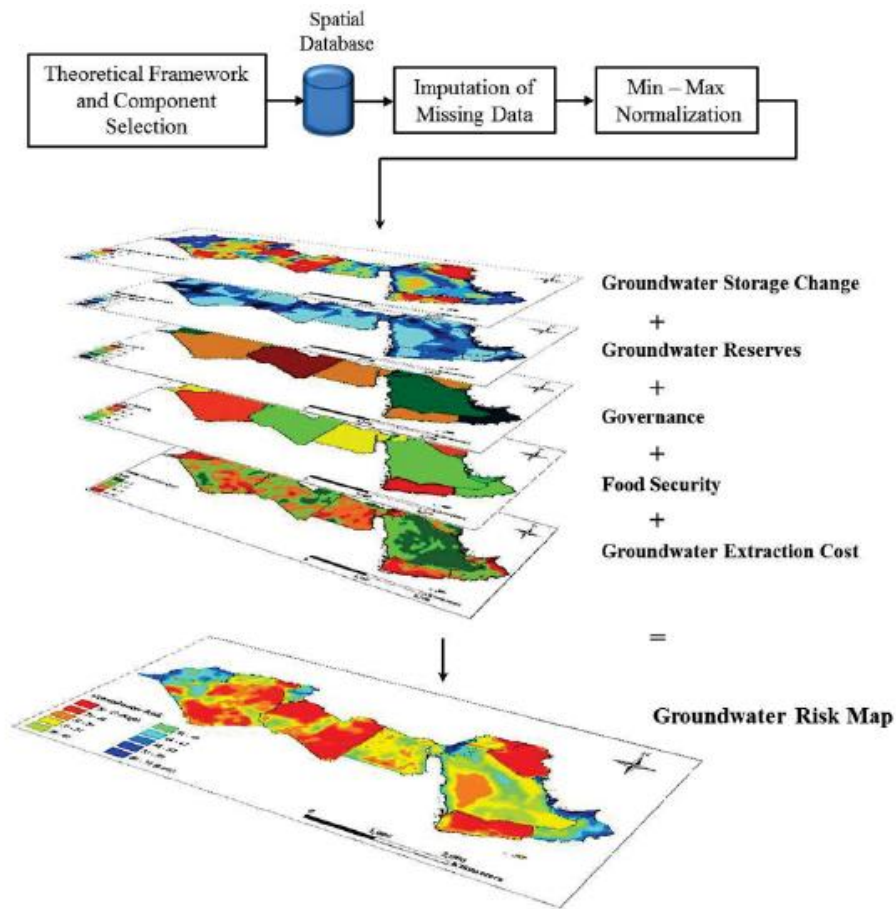 Spatial
Database
Theoretical Framework
and Component
Selection
Imputation of
Missing Data
Min – Max
Normalization
Groundwater Storage Change
+
Groundwater Reserves
+
Governance
+
Food Security
+
Groundwater Extraction Cost
=
Groundwater Risk Map